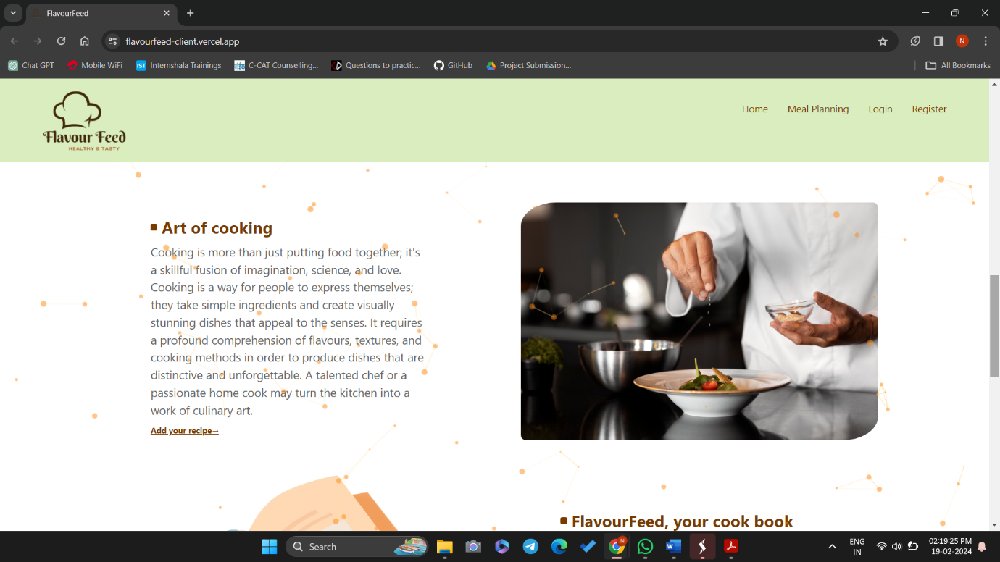 FlavourFeed
flavourfeed-client.vercel.app
N
Chat GPT
Mobile WiFi
IST
Internshala Trainings
C-CAT Counselling...
Questions to practic...
GitHub
Project Submission...
All Bookmarks
Flavour Feed
HEALTHY & TASTY
Home
Meal Planning
Login
Register
Art of cooking
Cooking is more than just putting food together; it's
a skillful fusion of imagination, science, and love.
Cooking is a way for people to express themselves;
they take simple ingredients and create visually
stunning dishes that appeal to the senses. It requires
a profound comprehension of flavours, textures, and
cooking methods in order to produce dishes that are
distinctive and unforgettable. A talented chef or a
passionate home cook may turn the kitchen into a
work of culinary art.
Add your recipe→
FlavourFeed, your cook book
Search
N
W
ENG
IN
02:19:25 PM
19-02-2024